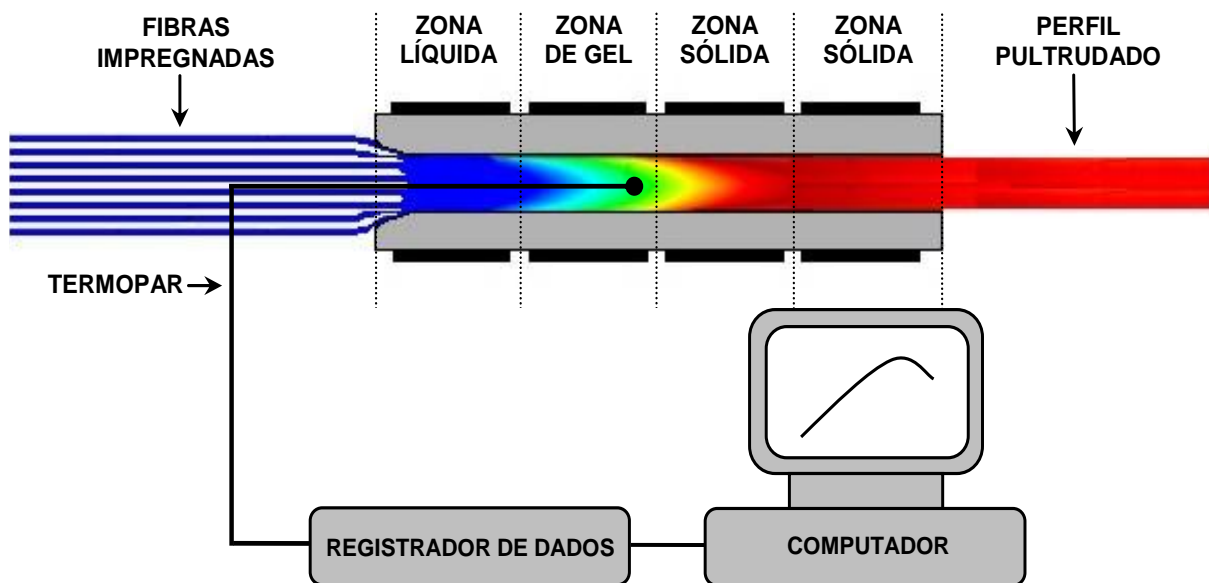 FIBRAS
IMPREGNADAS
ZONA
LÍQUIDA
ZONA
DE GEL
ZONA
SÓLIDA
ZONA
SÓLIDA
PERFIL
PULTRUDADO
TERMOPAR
REGISTRADOR DE DADOS
COMPUTADOR